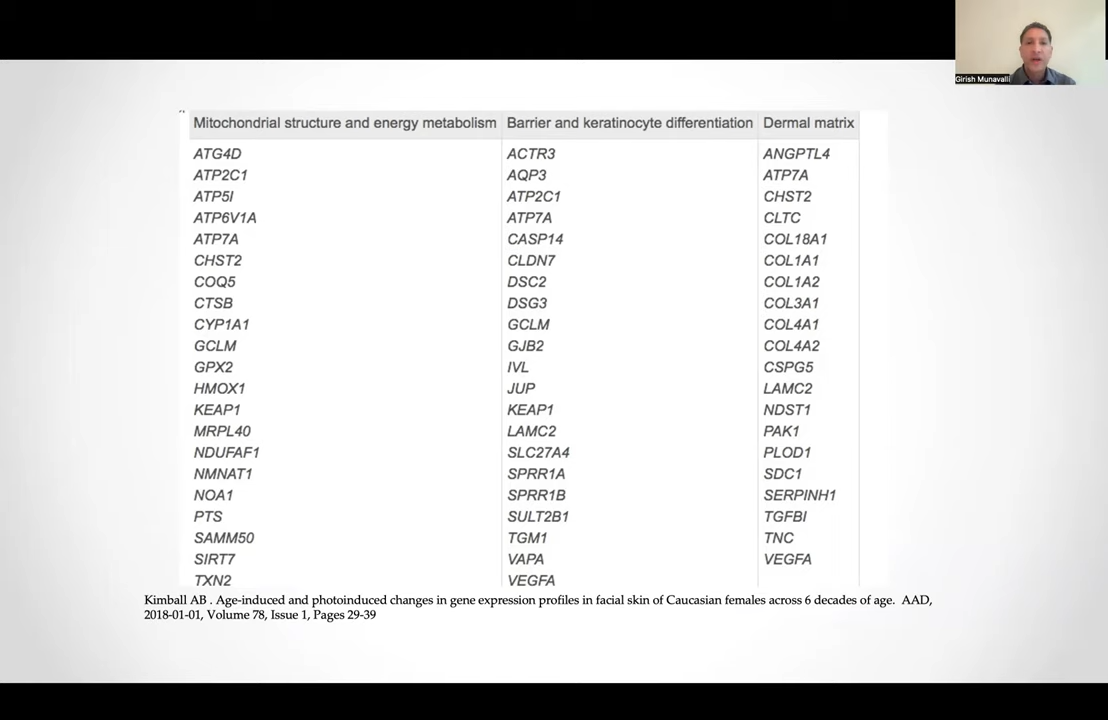 Girish Munavalli
Mitochondrial structure and energy metabolism Barrier and keratinocyte differentiation Dermal matrix
ATG4D ACTR3 ANGPTL4
ATP2C1 AQP3 ATP7A
ATP5I ATP2C1 CHST2
ATP6V1A ATP7A CLTC
ATP7A CASP14 COL18A1
CHST2 CLDN7 COL1A1
COQ5 DSC2 COL1A2
CTSB DSG3 COL3A1
CYP1A1 GCLM COL4A1
GCLM GJB2 COL4A2
GPX2 IVL CSPG5
HMOX1 JUP LAMC2
KEAP1 KEAP1 NDST1
MRPL40 LAMC2 PAK1
NDUFAF1 SLC27A4 PLOD1
NMNAT1 SPRR1A SDC1
NOA1 SPRR1B SERPINH1
PTS SULT2B1 TGFBI
SAMM50 TGM1 TNC
SIRT7 VAPA VEGFA
TXN2 VEGFA
Kimball AB . Age-induced and photoinduced changes in gene expression profiles in facial skin of Caucasian females across 6 decades of age. AAD,
2018-01-01, Volume 78, Issue 1, Pages 29-39